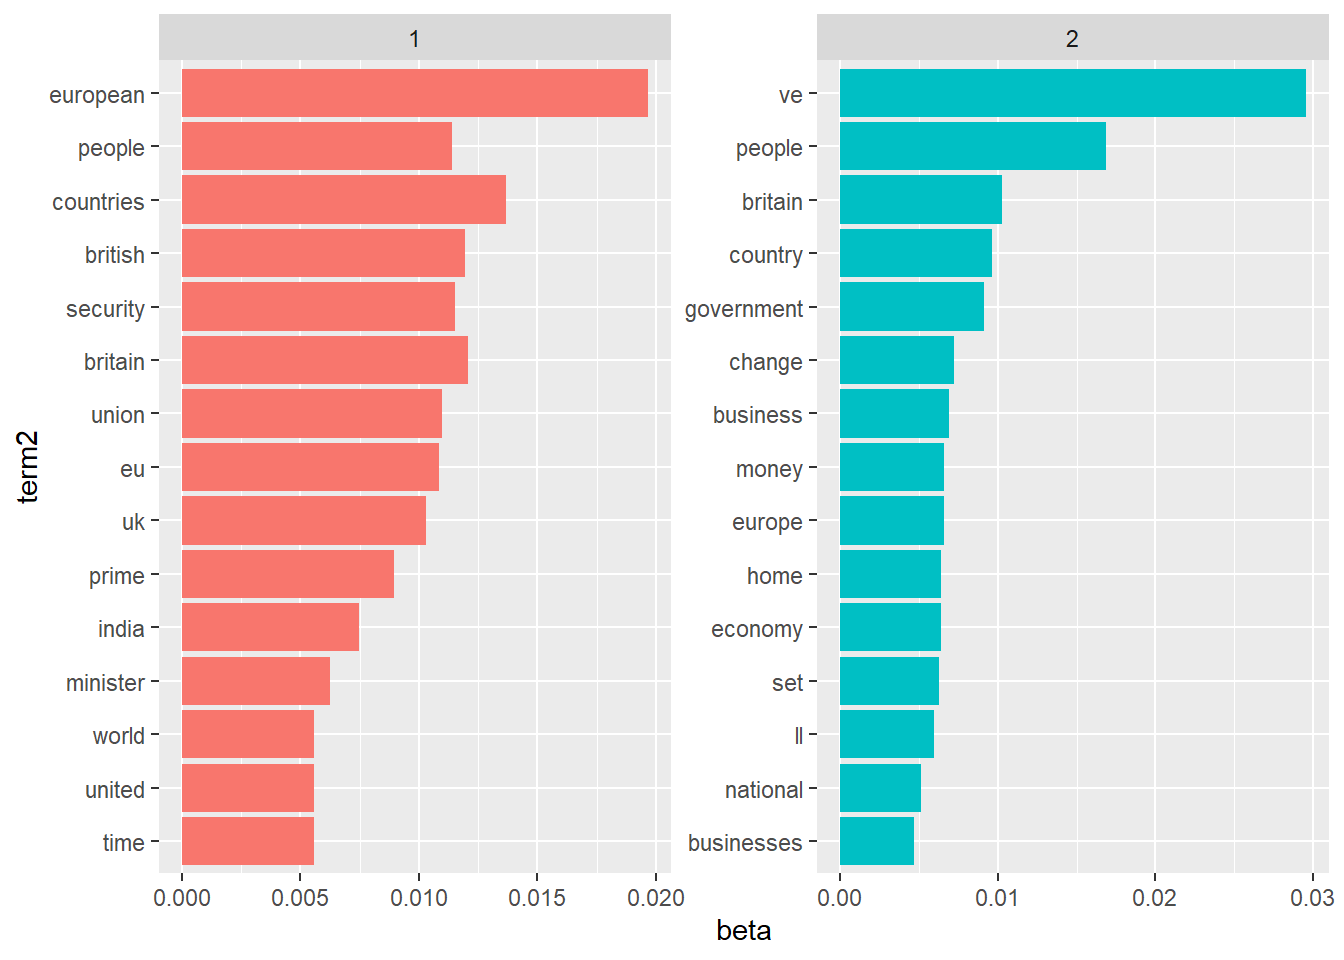 1
2
term2
european
people
countries
british
security
britain
union
eu
uk
prime
india
minister
world
united
time
0.000 0.005 0.010 0.015 0.020
ve
people
britain
country
government
change
business
money
europe
home
economy
set
ll
national
businesses
0.00 0.01 0.02 0.03
beta